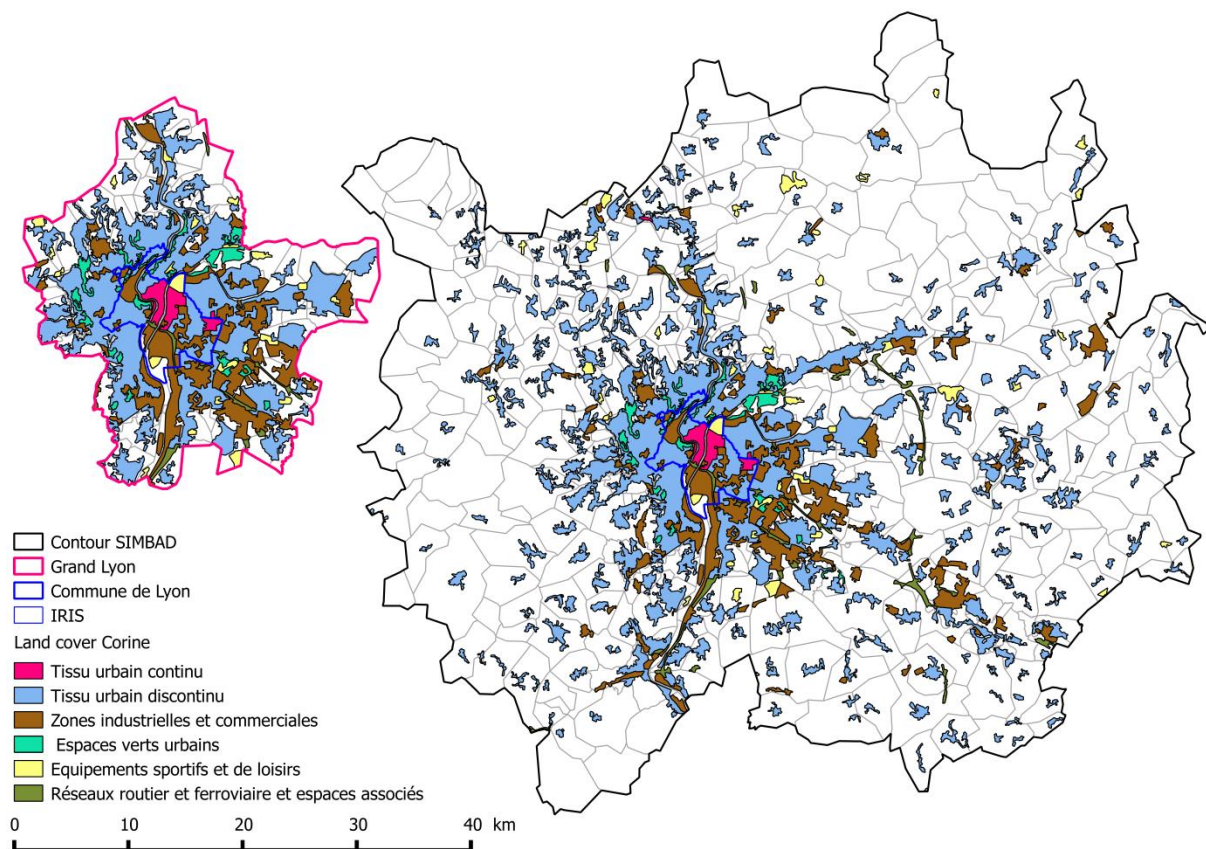 Contour SIMBAD
Grand Lyon
Commune de Lyon
IRIS
Land cover Corine
Tissu urbain continu
Tissu urbain discontinu
Zones industrielles et commerciales
Espaces verts urbains
Equipements sportifs et de loisirs
Réseaux routier et ferroviaire et espaces associés
0 10 20 30 40 km